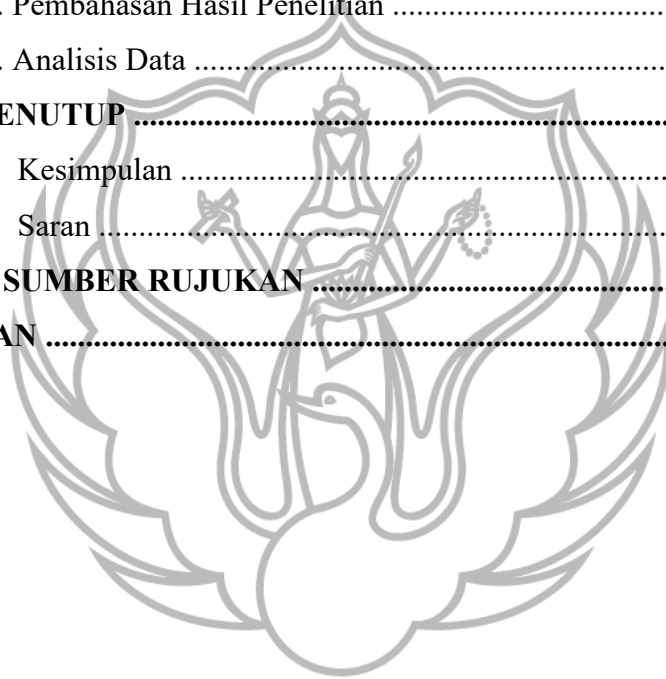 . Pembahasan Hasil Penelitian ..................................................
. Analisis Data ......................................................................
ENUTUP ..............................................................................
Kesimpulan .........................................................................
Saran ..................................................................................
SUMBER RUJUKAN ..............................................................
AN .......................................................................................